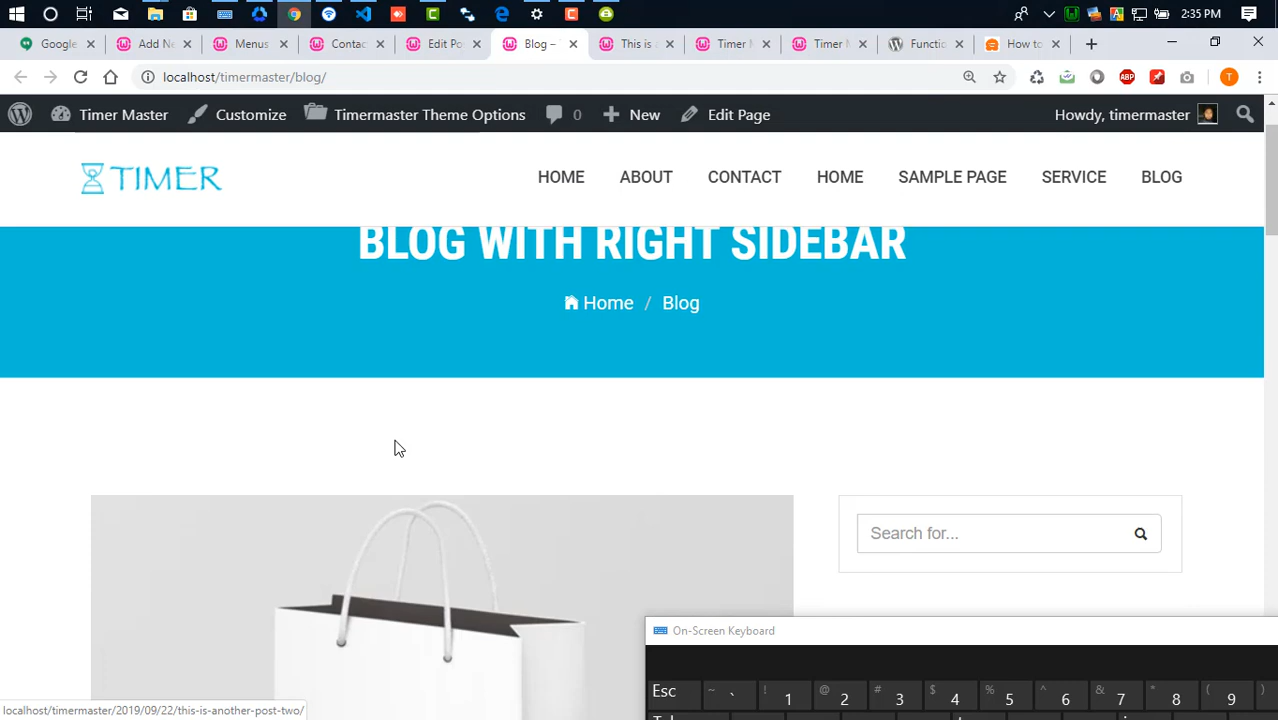 2:35 PM
Google
Add Ne
Menus
Contac
Edit Po
Blog –
This is a
Timer M
Timer M
Functio
How to
localhost/timermaster/blog/
ABP
T
Timer Master
Customize
Timermaster Theme Options
0
New
Edit Page
Howdy, timermaster
TIMER
HOME
ABOUT
CONTACT
HOME
SAMPLE PAGE
SERVICE
BLOG
BLOG WITH RIGHT SIDEBAR
Home / Blog
Search for...
On-Screen Keyboard
Esc
~ `
! 1
@ 2
# 3
$ 4
% 5
^ 6
& 7
* 8
( 9
)
localhost/timermaster/2019/09/22/this-is-another-post-two/